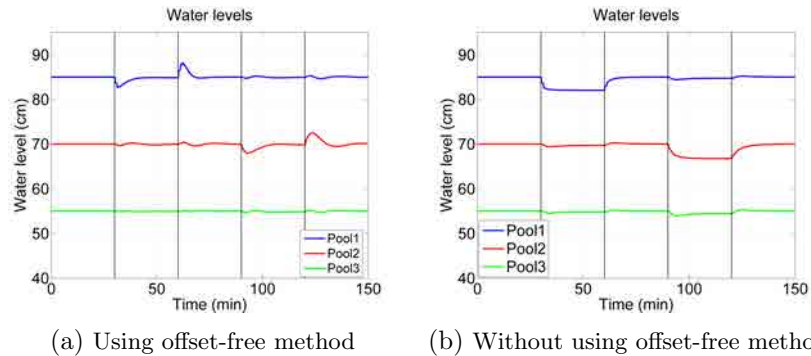 Water levels
Water level (cm)
90
80
70
60
50
40
0
50
100
150
Time (min)
Pool1
Pool2
Pool3
(a) Using offset-free method
Water levels
Water level (cm)
90
80
70
60
50
40
0
50
100
150
Time (min)
Pool1
Pool2
Pool3
(b) Without using offset-free metho